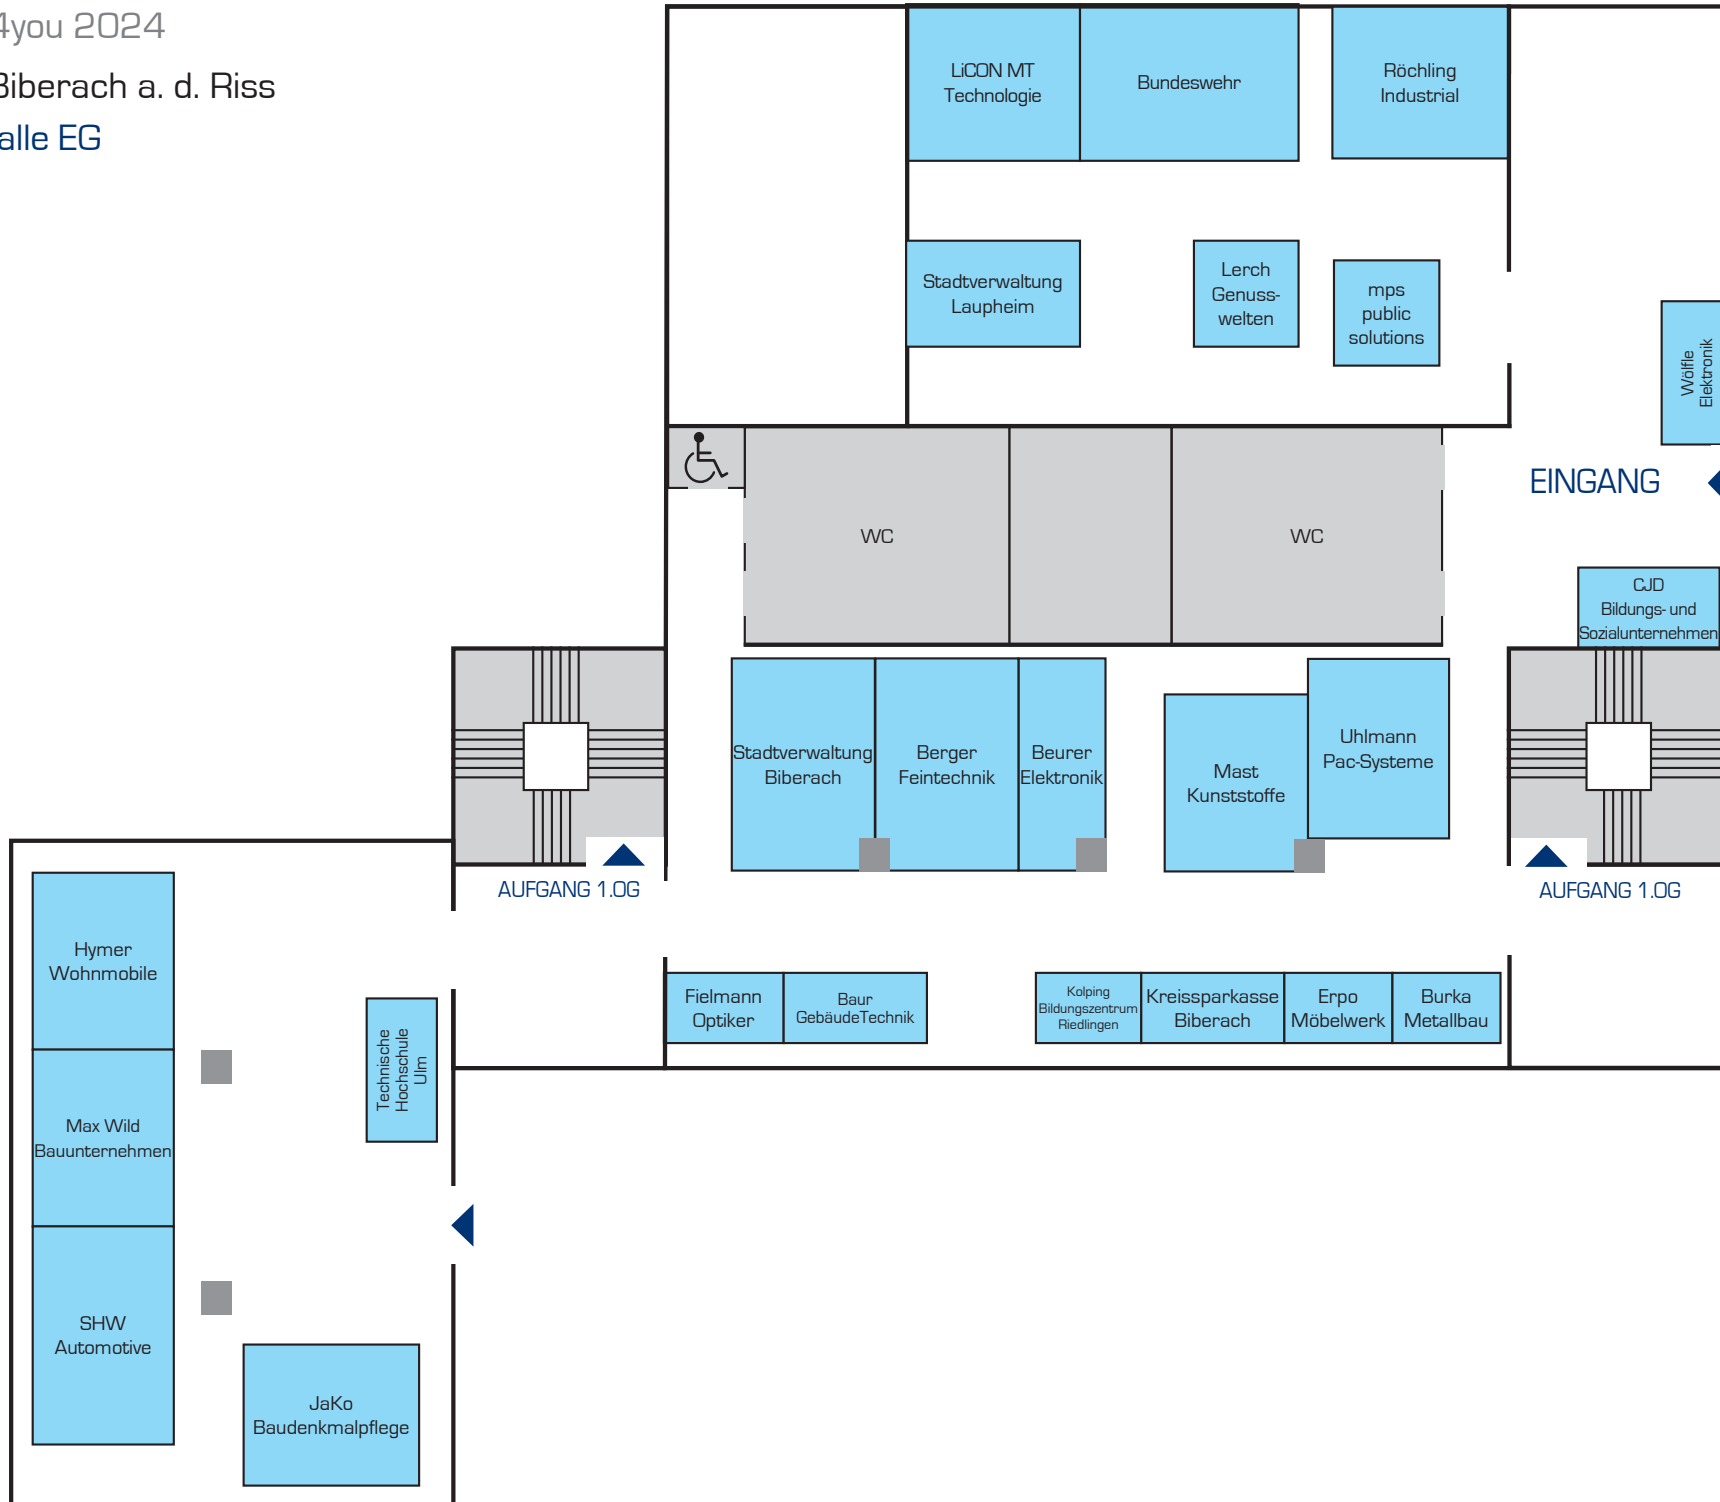 4you 2024
Biberach a. d. Riss
alle EG
LiCON MT
Technologie
Bundeswehr
Röchling
Industrial
Stadtverwaltung
Laupheim
Lerch
Genuss-
welten
mps
public
solutions
Wölfle
Elektronik
EINGANG
WC
WC
CJD
Bildungs- und
Sozialunternehmen
Stadtverwaltung
Biberach
Berger
Feintechnik
Beurer
Elektronik
Mast
Kunststoffe
Uhlmann
Pac-Systeme
AUFGANG 1.OG
AUFGANG 1.OG
Hymer
Wohnmobile
Technische
Hochschule
Ulm
Fielmann
Optiker
Baur
GebäudeTechnik
Kolping
Bildungszentrum
Riedlingen
Kreissparkasse
Biberach
Erpo
Möbelwerk
Burka
Metallbau
Max Wild
Bauunternehmen
SHW
Automotive
JaKo
Baudenkmalpflege